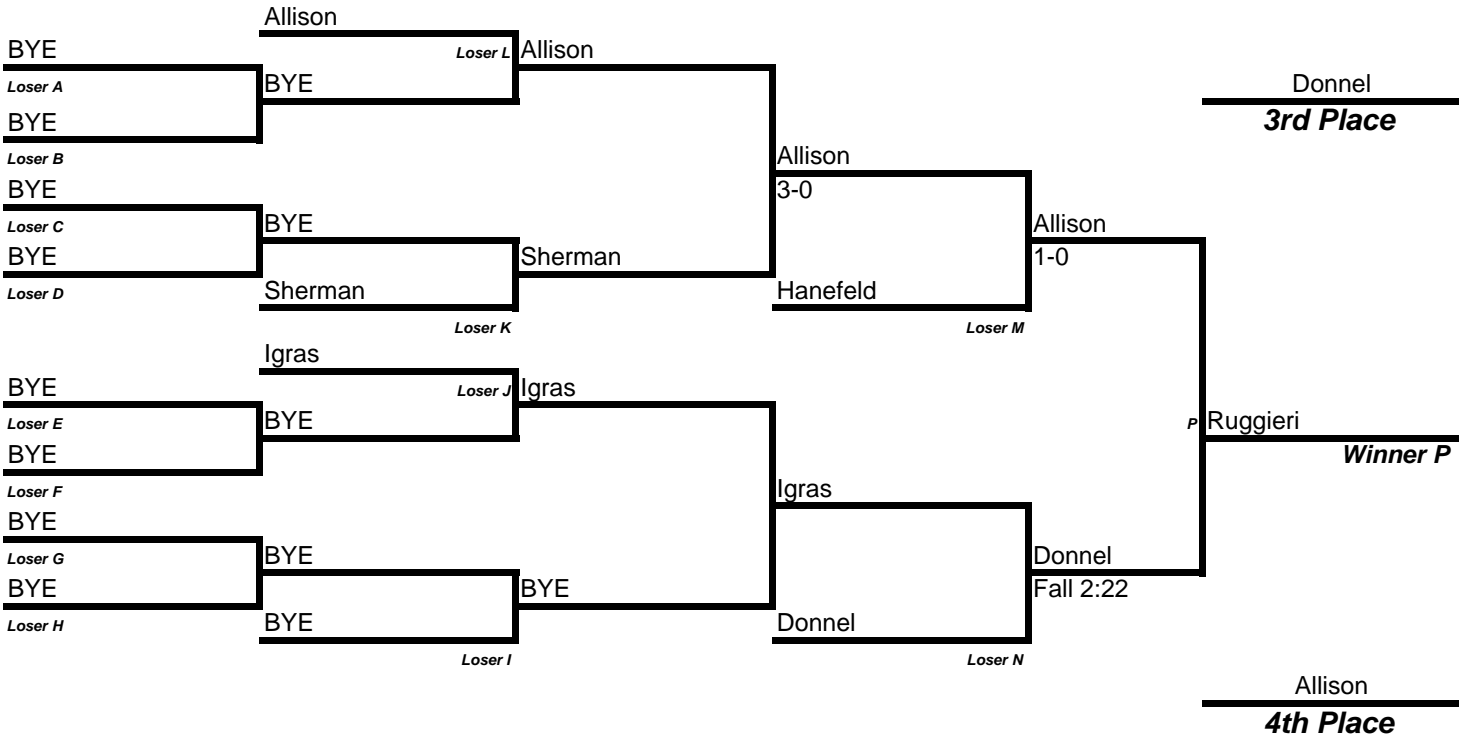 Allison
BYE
Loser L
Allison
Loser A
BYE
Donnel
BYE
3rd Place
Loser B
Allison
BYE
3-0
Loser C
BYE
Allison
BYE
Sherman
1-0
Loser D
Sherman
Hanefeld
Loser K
Loser M
Igras
BYE
Loser J
Igras
Loser E
BYE
P
Ruggieri
BYE
Winner P
Loser F
Igras
BYE
Loser G
BYE
Donnel
BYE
BYE
Fall 2:22
Loser H
BYE
Donnel
Loser I
Loser N
Allison
4th Place